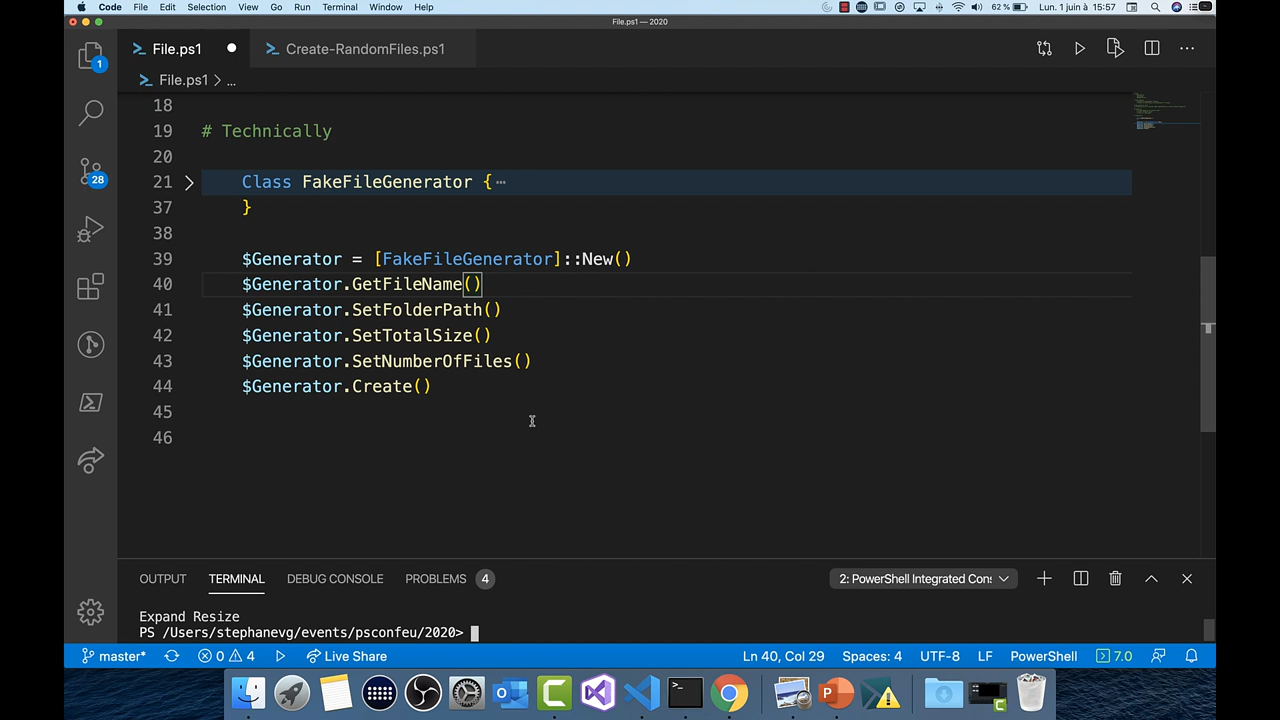 Code File Edit Selection View Go Run Terminal Window Help 62 % Lun. 1 juin à 15:57
File.ps1 — 2020
File.ps1 Create-RandomFiles.ps1
File.ps1 > ...
18
19 # Technically
20
21 Class FakeFileGenerator {…
37 }
38
39 $Generator = [FakeFileGenerator]::New()
40 $Generator.GetFileName()
41 $Generator.SetFolderPath()
42 $Generator.SetTotalSize()
43 $Generator.SetNumberOfFiles()
44 $Generator.Create()
45
46
1
28
OUTPUT TERMINAL DEBUG CONSOLE PROBLEMS 4 2: PowerShell Integrated Cons
Expand Resize
PS /Users/stephanevg/events/psconfeu/2020>
master* 0 4 Live Share Ln 40, Col 29 Spaces: 4 UTF-8 LF PowerShell 7.0